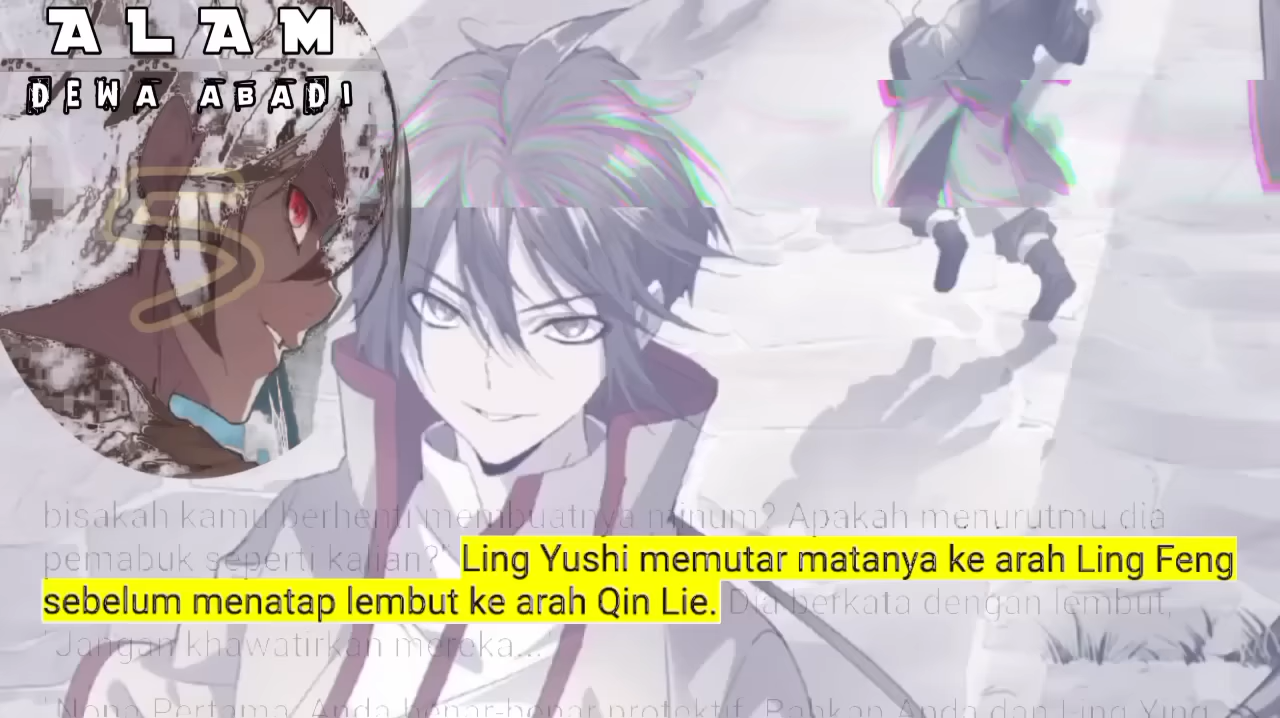 ALAM
DEWA ABADI
bisakah kamu berhenti membuatnya minum? Apakah menurutmu dia
pemabuk seperti kalian?" Ling Yushi memutar matanya ke arah Ling Feng
sebelum menatap lembut ke arah Qin Lie. Dia berkata dengan lembut,
"Jangan khawatirkan mereka..."
"Nona Pertama, Anda benar-benar protektif. Bahkan Anda dan Ling Ying